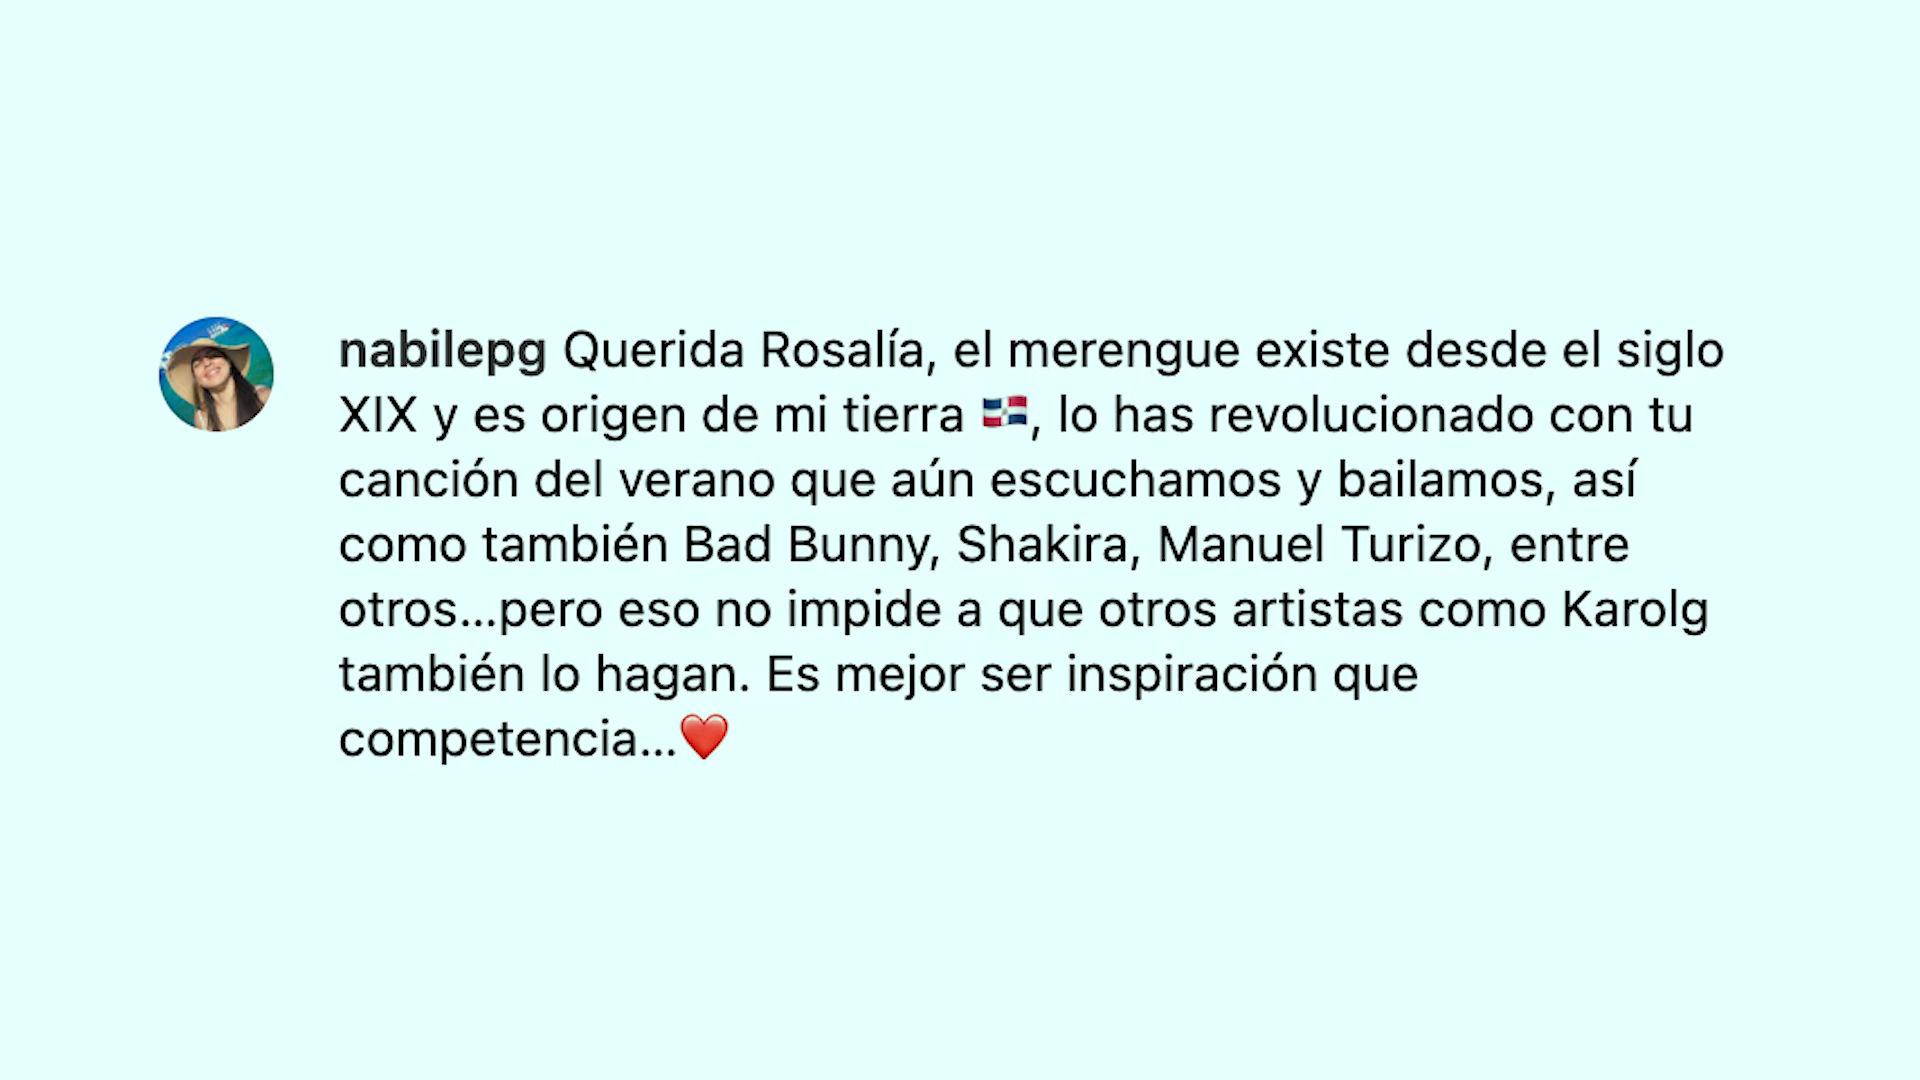 nabilepg Querida Rosalía, el merengue existe desde el siglo
XIX y es origen de mi tierra 🇩🇴, lo has revolucionado con tu
canción del verano que aún escuchamos y bailamos, así
como también Bad Bunny, Shakira, Manuel Turizo, entre
otros...pero eso no impide a que otros artistas como Karolg
también lo hagan. Es mejor ser inspiración que
competencia...❤️